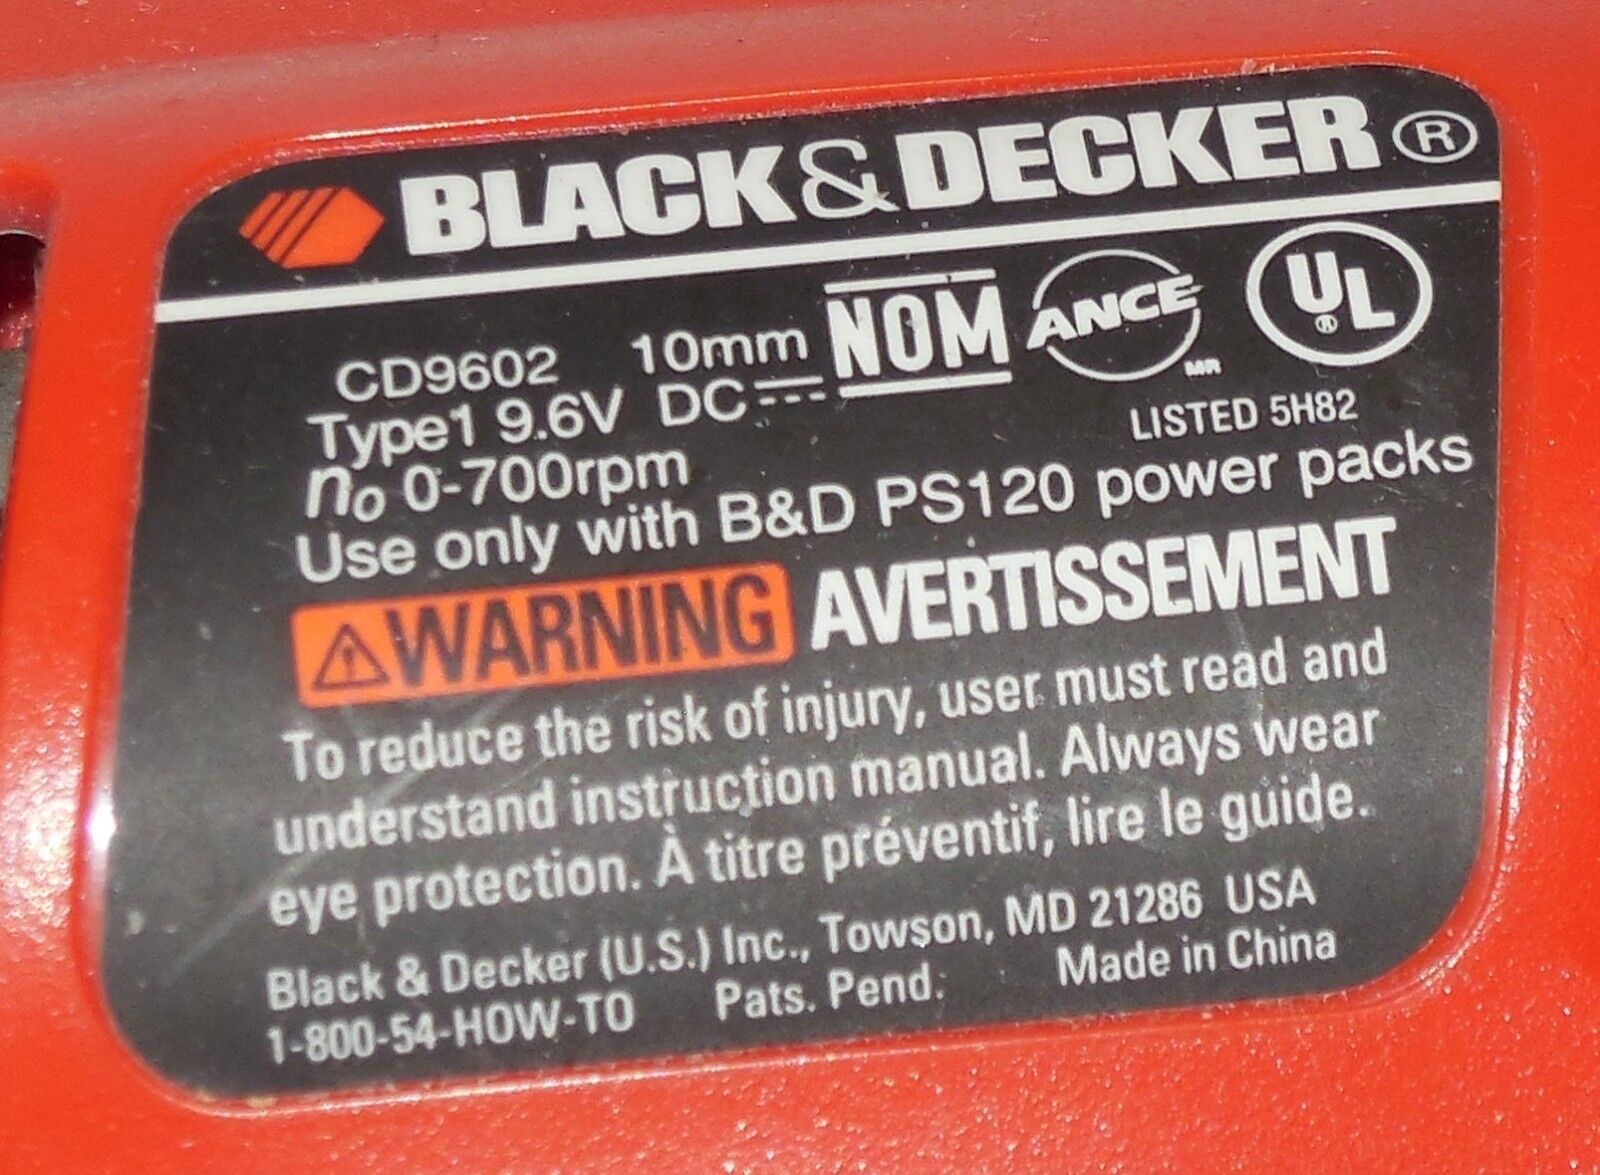 BLACK&DECKER®
CD9602 10mm NOM ANCE MR UL®
Type1 9.6V DC LISTED 5H82
no 0-700rpm
Use only with B&D PS120 power packs
WARNING AVERTISSEMENT
To reduce the risk of injury, user must read and
understand instruction manual. Always wear
eye protection. À titre préventif, lire le guide.
Black & Decker (U.S.) Inc., Towson, MD 21286 USA
1-800-54-HOW-TO Pats. Pend. Made in China